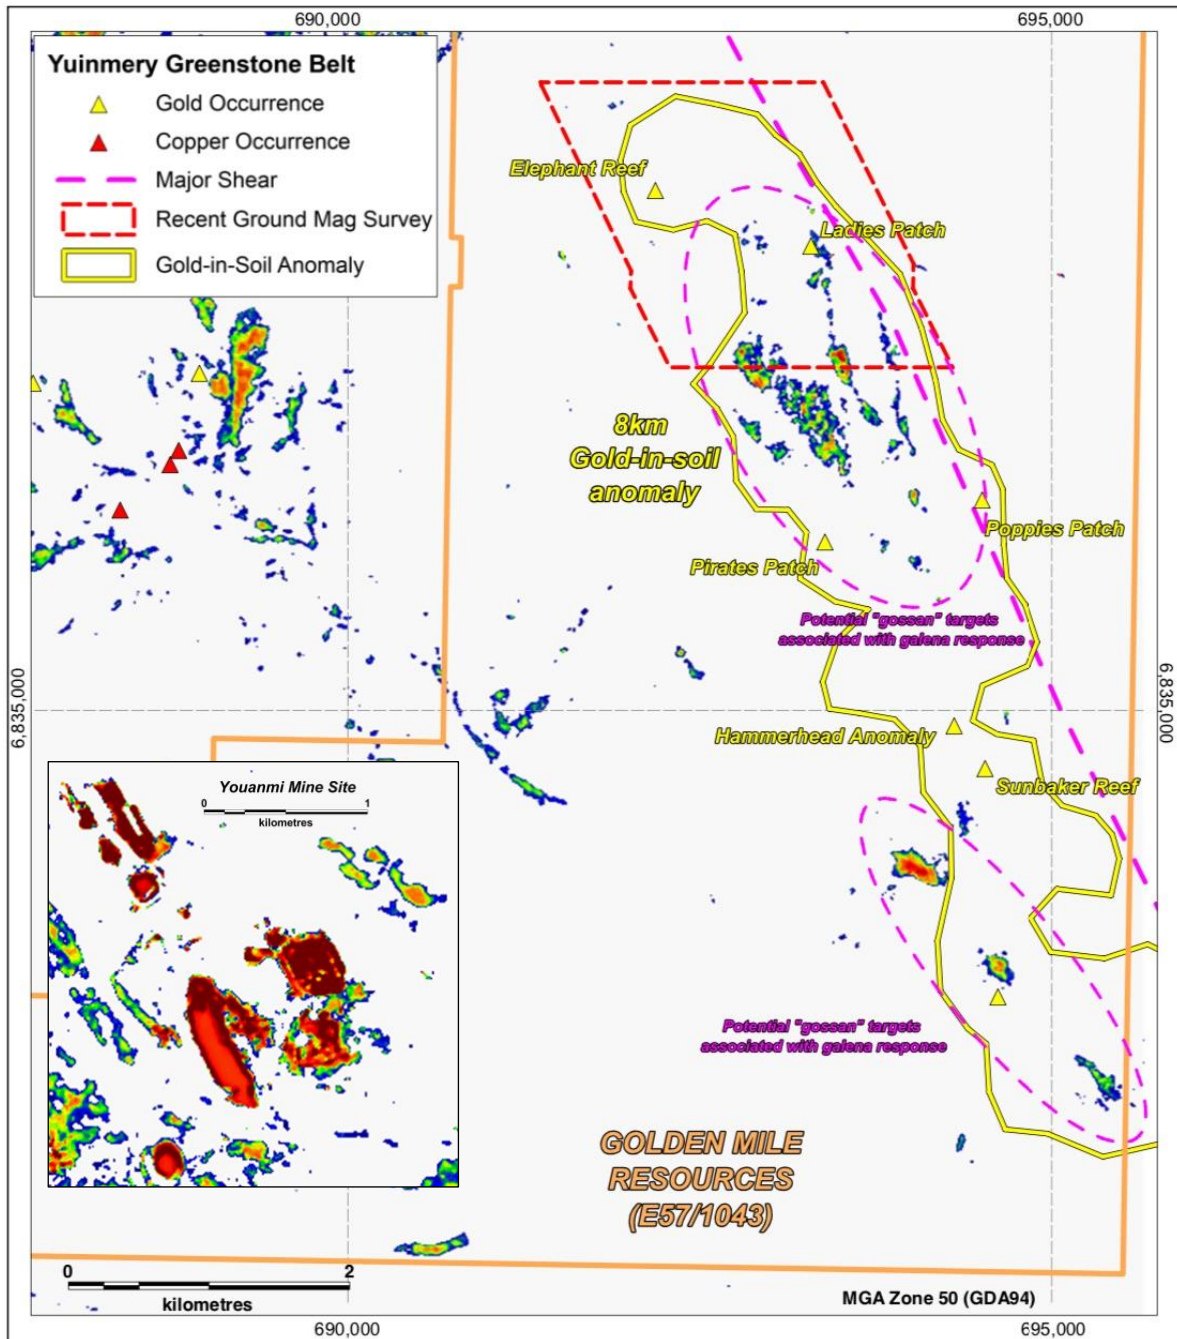 690,000
695,000
Yuinmery Greenstone Belt
Gold Occurrence
Copper Occurrence
Major Shear
Recent Ground Mag Survey
Gold-in-Soil Anomaly
Elephant Reef
Ladies Patch
8km
Gold-in-soil
anomaly
Poppies Patch
Pirates Patch
Potential "gossan" targets
associated with galena response
6,835,000
6,835,000
Hammerhead Anomaly
Sunbaker Reef
Youanmi Mine Site
0 1
kilometres
Potential "gossan" targets
associated with galena response
GOLDEN MILE
RESOURCES
(E57/1043)
0 2
kilometres
MGA Zone 50 (GDA94)
690,000
695,000